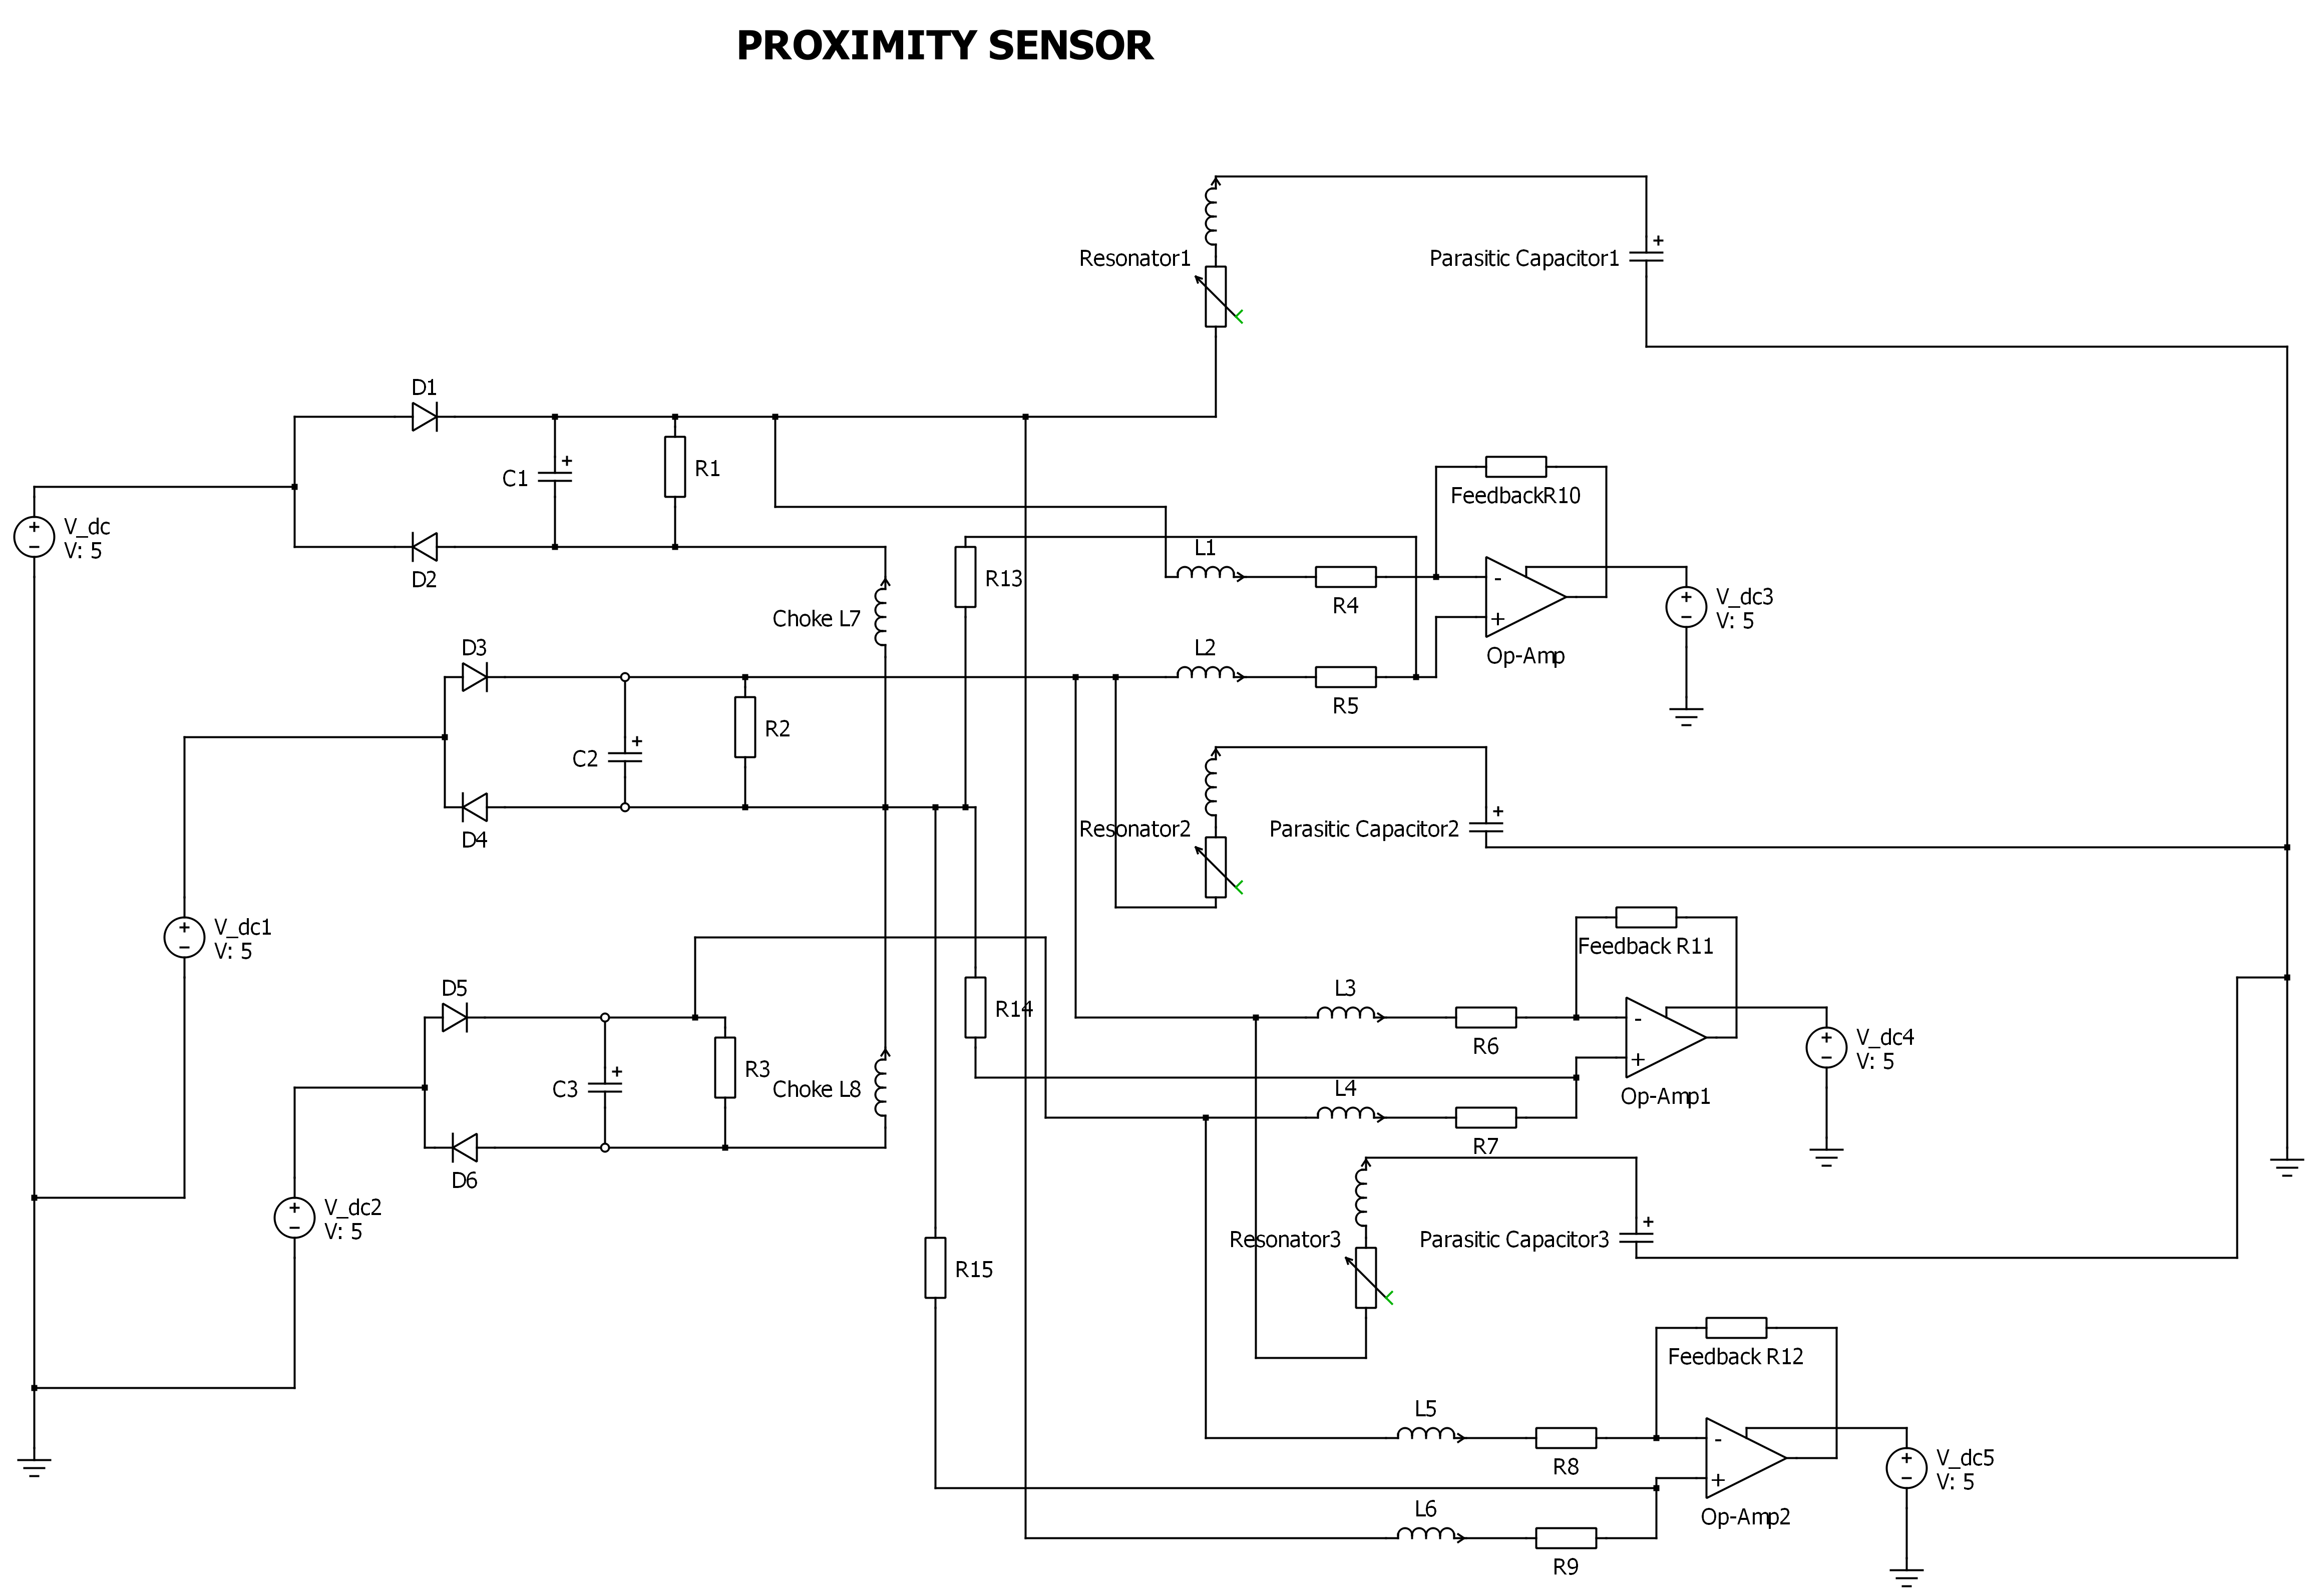 PROXIMITY SENSOR
Resonator1
Parasitic Capacitor1
D1
C1
R1
FeedbackR10
V_dc
V: 5
D2
L1
R13
R4
-
+
Op-Amp
V_dc3
V: 5
Choke L7
D3
L2
R5
R2
C2
D4
Resonator2
Parasitic Capacitor2
V_dc1
V: 5
Feedback R11
D5
L3
R14
R6
-
+
Op-Amp1
V_dc4
V: 5
C3
R3
Choke L8
L4
R7
D6
V_dc2
V: 5
Resonator3
Parasitic Capacitor3
R15
Feedback R12
L5
R8
-
+
Op-Amp2
V_dc5
V: 5
L6
R9